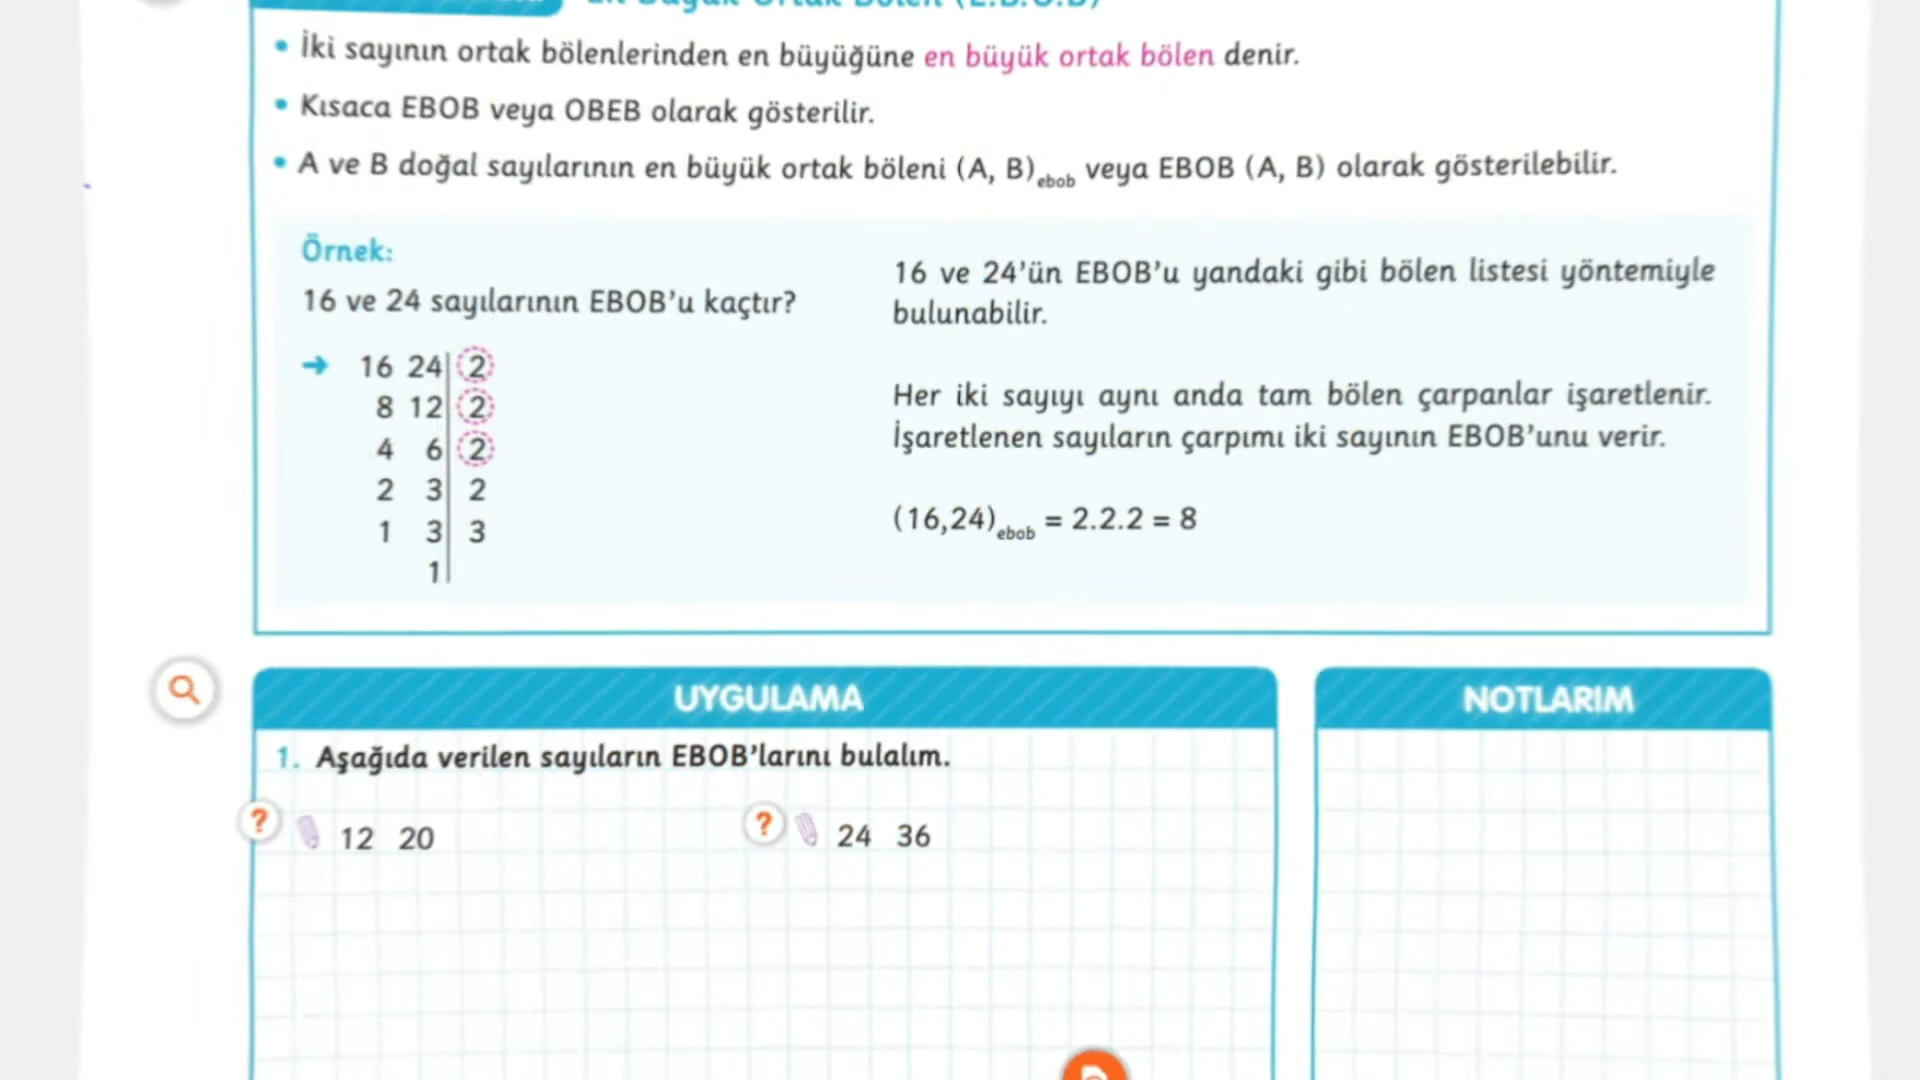 En Büyük Ortak Bölen (E.B.O.B)
• İki sayının ortak bölenlerinden en büyüğüne en büyük ortak bölen denir.
• Kısaca EBOB veya OBEB olarak gösterilir.
• A ve B doğal sayılarının en büyük ortak böleni (A, B)ebob veya EBOB (A, B) olarak gösterilebilir.
Örnek:
16 ve 24 sayılarının EBOB'u kaçtır?
➜ 16 24 | 2
8 12 | 2
4 6 | 2
2 3 | 2
1 3 | 3
1 |
16 ve 24'ün EBOB'u yandaki gibi bölen listesi yöntemiyle
bulunabilir.
Her iki sayıyı aynı anda tam bölen çarpanlar işaretlenir.
İşaretlenen sayıların çarpımı iki sayının EBOB'unu verir.
(16,24)ebob = 2.2.2 = 8
UYGULAMA
1. Aşağıda verilen sayıların EBOB'larını bulalım.
? 12 20
? 24 36
NOTLARIM